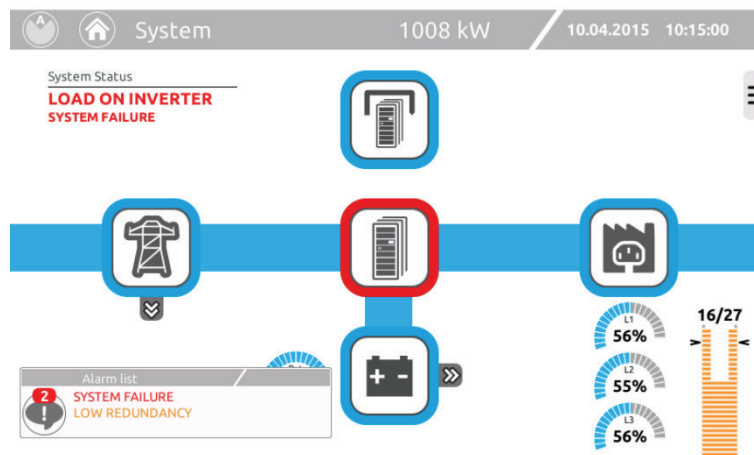 A
System
1008 kW
10.04.2015 10:15:00
System Status
LOAD ON INVERTER
SYSTEM FAILURE
L1
56%
16/27
L2
55%
L3
56%
Alarm list
2
SYSTEM FAILURE
LOW REDUNDANCY